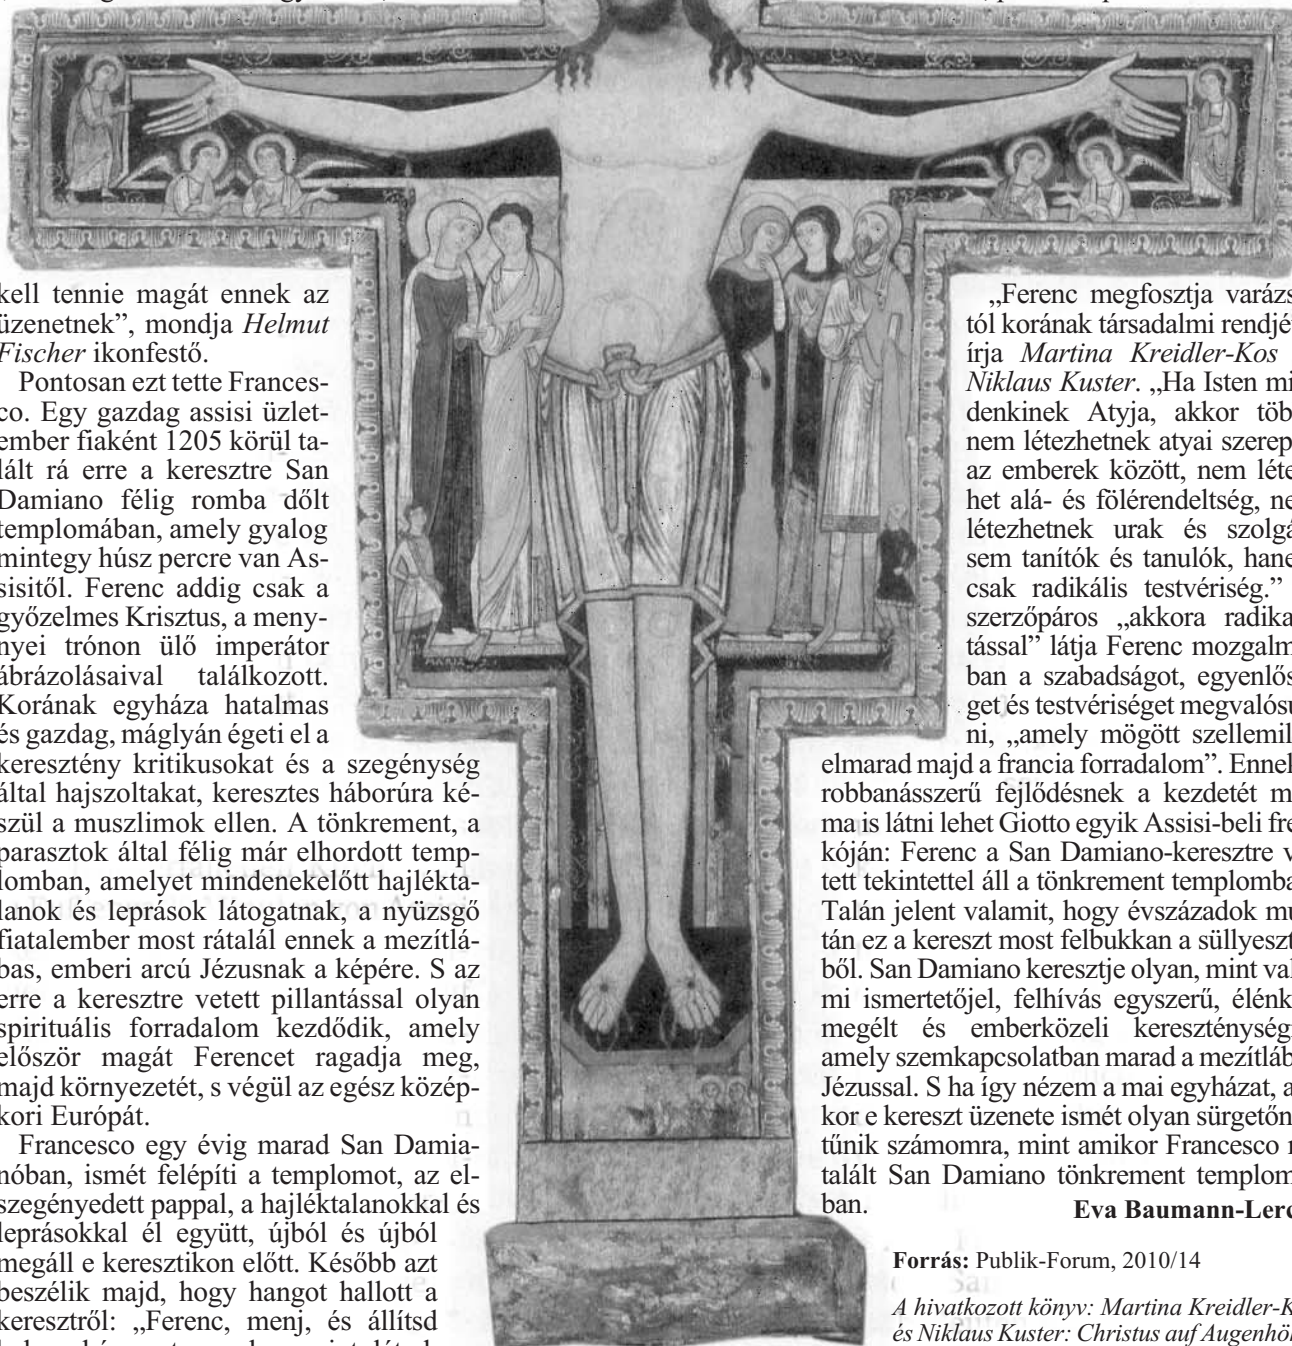 kell tennie magát ennek az
üzenetnek”, mondja Helmut
Fischer ikonfestő.
Pontosan ezt tette Frances-
co. Egy gazdag assisi üzlet-
ember fiaként 1205 körül ta-
lált rá erre a keresztre San
Damiano félig romba dőlt
templomában, amely gyalog
mintegy húsz percre van As-
sisitől. Ferenc addig csak a
győzelmes Krisztus, a meny-
nyei trónon ülő imperátor
ábrázolásaival találkozott.
Korának egyháza hatalmas
és gazdag, máglyán égeti el a
keresztény kritikusokat és a szegénység
által hajszoltakat, keresztes háborúra ké-
szül a muszlimok ellen. A tönkrement, a
parasztok által félig már elhordott temp-
lomban, amelyet mindenekelőtt hajlékta-
lanok és leprások látogatnak, a nyüzsgő
fiatalember most rátalál ennek a mezítlá-
bas, emberi arcú Jézusnak a képére. S az
erre a keresztre vetett pillantással olyan
spirituális forradalom kezdődik, amely
először magát Ferencet ragadja meg,
majd környezetét, s végül az egész közép-
kori Európát.
Francesco egy évig marad San Damia-
nóban, ismét felépíti a templomot, az el-
szegényedett pappal, a hajléktalanokkal és
leprásokkal él együtt, újból és újból
megáll e keresztikon előtt. Később azt
beszélik majd, hogy hangot hallott a
keresztről: „Ferenc, menj, és állítsd
„Ferenc megfosztja varázs
tól korának társadalmi rendjé
írja Martina Kreidler-Kos
Niklaus Kuster. „Ha Isten mi
denkinek Atyja, akkor töb
nem létezhetnek atyai szerep
az emberek között, nem léte
het alá- és fölérendeltség, ne
létezhetnek urak és szolgá
sem tanítók és tanulók, hane
csak radikális testvériség.”
szerzőpáros „akkora radika
tással” látja Ferenc mozgalm
ban a szabadságot, egyenlős
get és testvériséget megvalósu
ni, „amely mögött szellemil
elmarad majd a francia forradalom”. Ennek
robbanásszerű fejlődésnek a kezdetét m
ma is látni lehet Giotto egyik Assisi-beli fre
kóján: Ferenc a San Damiano-keresztre v
tett tekintettel áll a tönkrement templomba
Talán jelent valamit, hogy évszázadok mú
tán ez a kereszt most felbukkan a süllyeszt
ből. San Damiano keresztje olyan, mint val
mi ismertetőjel, felhívás egyszerű, élénk
megélt és emberközeli kereszténység
amely szemkapcsolatban marad a mezítláb
Jézussal. S ha így nézem a mai egyházat, a
kor e kereszt üzenete ismét olyan sürgetőn
tűnik számomra, mint amikor Francesco r
talált San Damiano tönkrement templom
ban.
Eva Baumann-Lerc
Forrás: Publik-Forum, 2010/14
A hivatkozott könyv: Martina Kreidler-K
és Niklaus Kuster: Christus auf Augenhöh